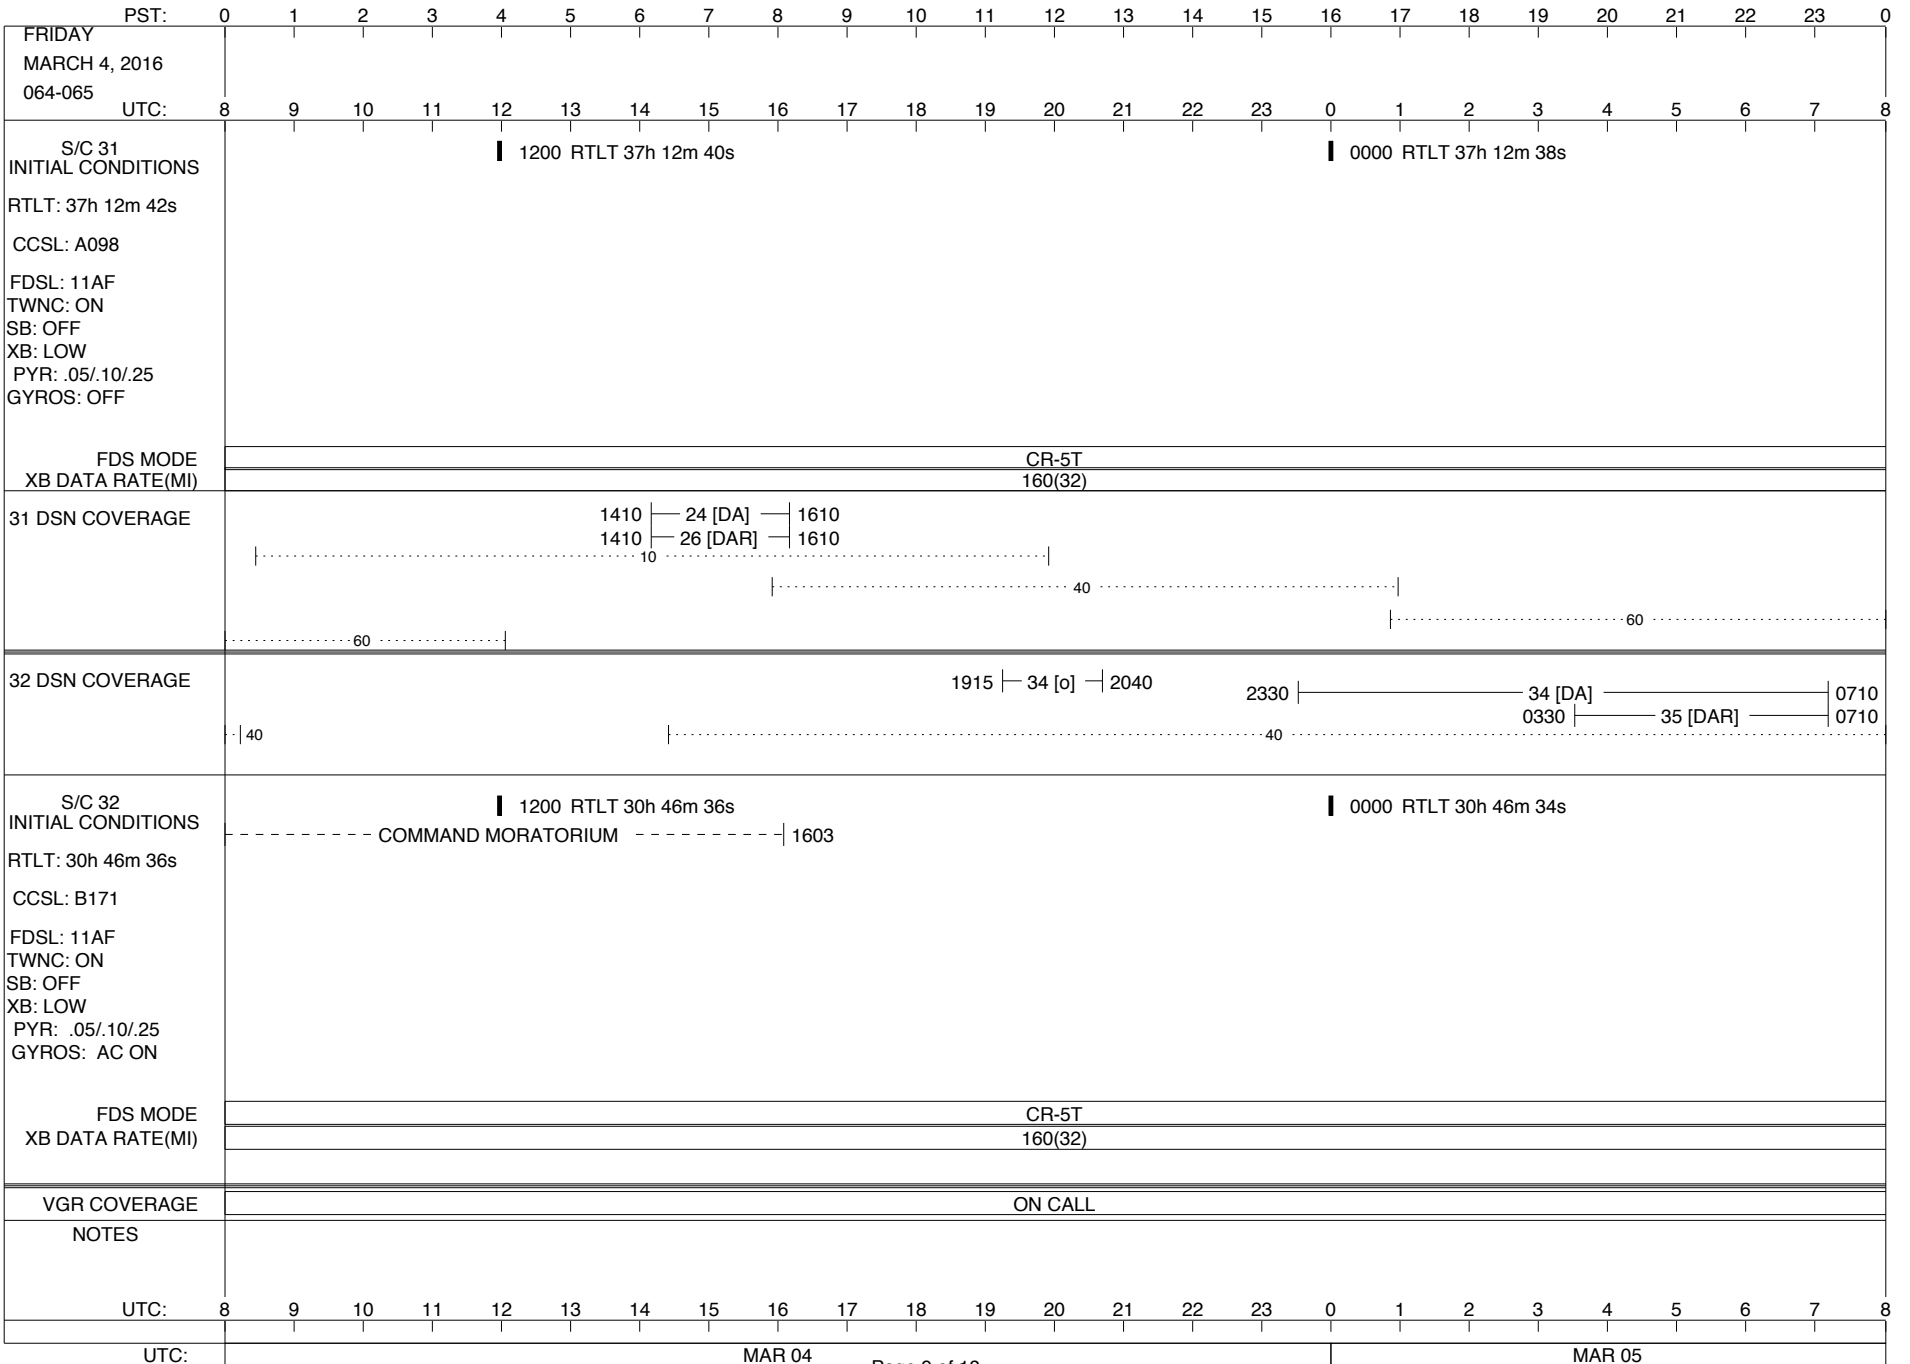 PST: 0 1 2 3 4 5 6 7 8 9 10 11 12 13 14 15 16 17 18 19 20 21 22 23 0
FRIDAY
MARCH 4, 2016
064-065
UTC: 8 9 10 11 12 13 14 15 16 17 18 19 20 21 22 23 0 1 2 3 4 5 6 7 8
S/C 31
INITIAL CONDITIONS
1200 RTLT 37h 12m 40s
0000 RTLT 37h 12m 38s
RTLT: 37h 12m 42s
CCSL: A098
FDSL: 11AF
TWNC: ON
SB: OFF
XB: LOW
PYR: .05/.10/.25
GYROS: OFF
FDS MODE CR-5T
XB DATA RATE(MI) 160(32)
31 DSN COVERAGE
1410 24 [DA] 1610
1410 26 [DAR] 1610
10
40
60
60
32 DSN COVERAGE
1915 34 [o] 2040
2330 34 [DA] 0710
0330 35 [DAR] 0710
40 40
S/C 32
INITIAL CONDITIONS
1200 RTLT 30h 46m 36s
0000 RTLT 30h 46m 34s
COMMAND MORATORIUM 1603
RTLT: 30h 46m 36s
CCSL: B171
FDSL: 11AF
TWNC: ON
SB: OFF
XB: LOW
PYR: .05/.10/.25
GYROS: AC ON
FDS MODE CR-5T
XB DATA RATE(MI) 160(32)
VGR COVERAGE ON CALL
NOTES
UTC: 8 9 10 11 12 13 14 15 16 17 18 19 20 21 22 23 0 1 2 3 4 5 6 7 8
UTC: MAR 04 MAR 05